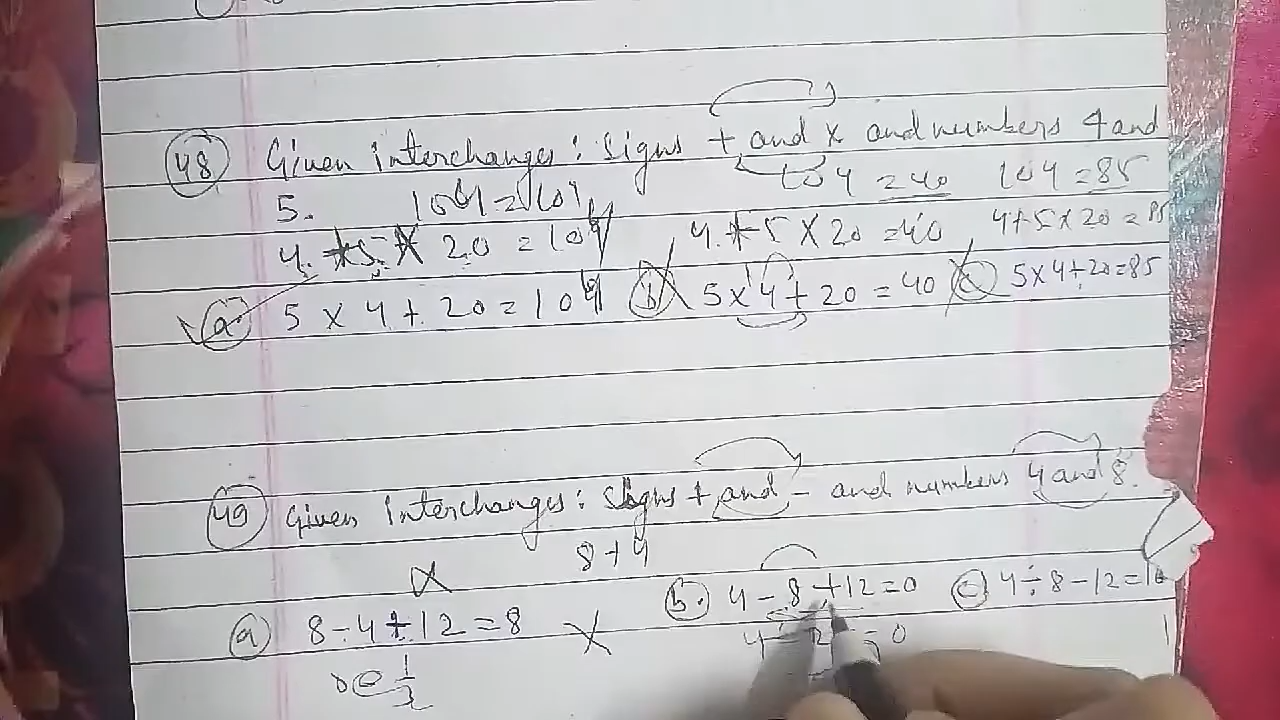 48 Given interchanges: Signs + and x and numbers 4 and
5.
104 = 40
104 = 85
4 + 5 X 20 = 104
4 + 5 X 20 = 40
4 + 5 x 20 = 85
a. 5 x 4 + 20 = 104
b 5 x 4 + 20 = 40
c 5 x 4 + 20 = 85
49 Given interchanges: Signs + and - and numbers 4 and 8.
8 + 4
a 8 - 4 + 12 = 8
b. 4 - 8 + 12 = 0
c 4 ÷ 8 - 12 = 16
= 0